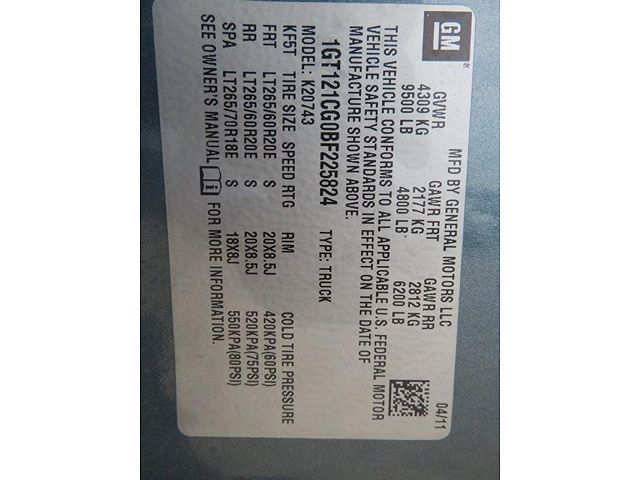 GM
MFD BY GENERAL MOTORS LLC
04/11
GVWR GAWR FRT GAWR RR
4309 KG 2177 KG 2812 KG
9500 LB 4800 LB 6200 LB
THIS VEHICLE CONFORMS TO ALL APPLICABLE U.S. FEDERAL MOTOR
VEHICLE SAFETY STANDARDS IN EFFECT ON THE DATE OF
MANUFACTURE SHOWN ABOVE.
1GT121CG0BF225824 TYPE: TRUCK
MODEL: K20743
KF5T TIRE SIZE SPEED RTG RIM COLD TIRE PRESSURE
FRT LT265/60R20E S 20X8.5J 420KPA(60PSI)
RR LT265/60R20E S 20X8.5J 520KPA(75PSI)
SPA LT265/70R18E S 18X8J 550KPA(80PSI)
SEE OWNER'S MANUAL FOR MORE INFORMATION.